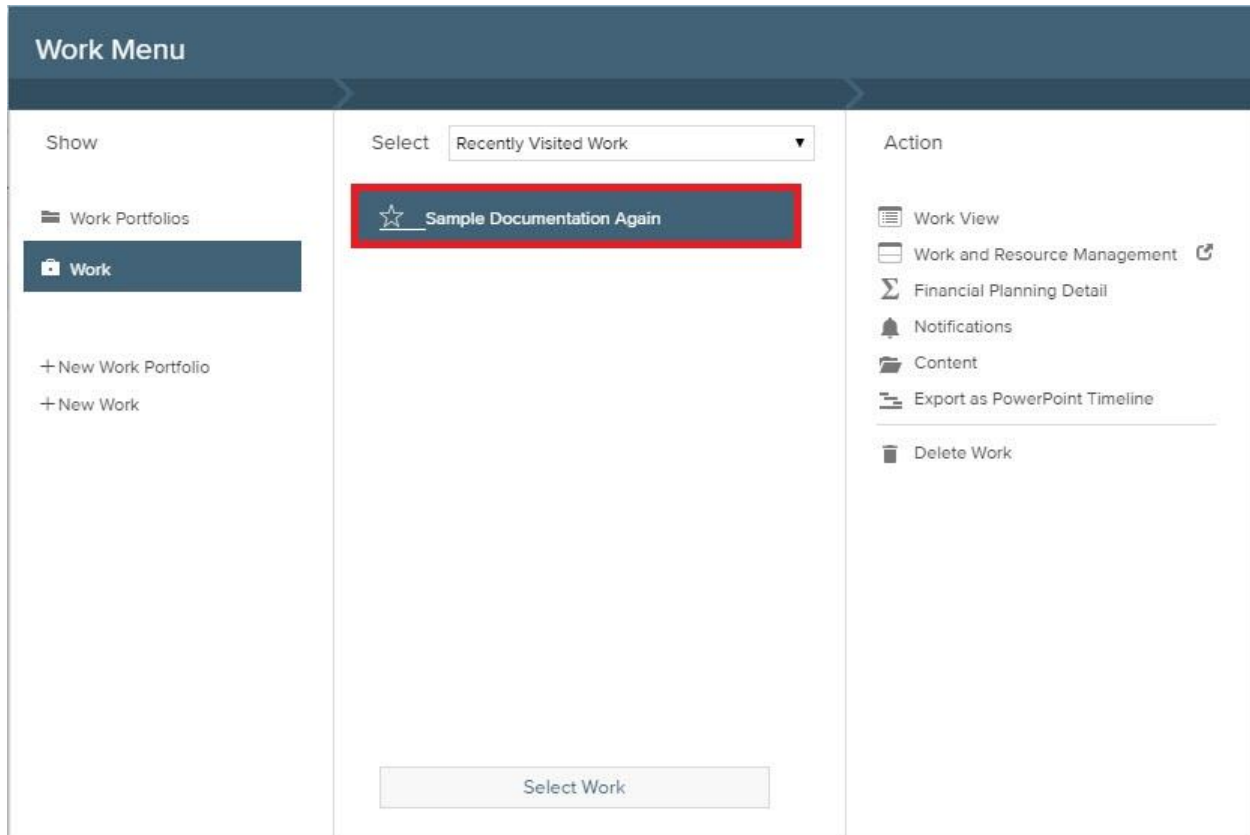 Work Menu
Show
Work Portfolios
Work
+New Work Portfolio
+New Work
Select Recently Visited Work
Sample Documentation Again
Select Work
Action
Work View
Work and Resource Management
Financial Planning Detail
Notifications
Content
Export as PowerPoint Timeline
Delete Work